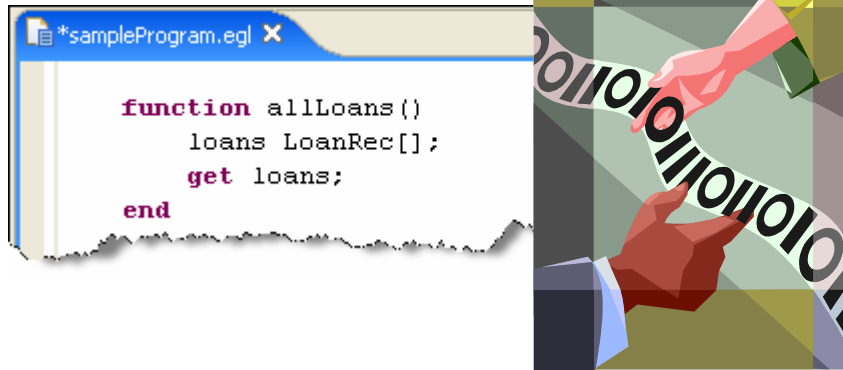 *sampleProgram.egl
function allLoans()
loans LoanRec[];
get loans;
end